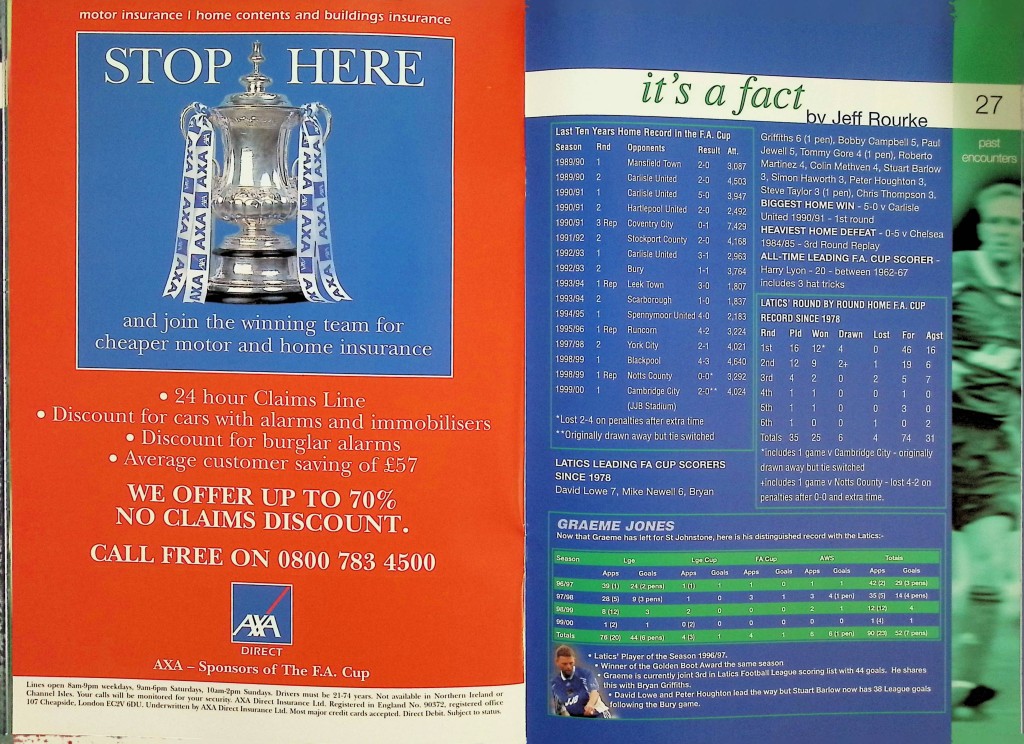 motor insurance | home contents and buildings insurance
STOP HERE
AXA AXA AXA AXA
and join the winning team for
cheaper motor and home insurance
• 24 hour Claims Line
• Discount for cars with alarms and immobilisers
• Discount for burglar alarms
• Average customer saving of £57
WE OFFER UP TO 70%
NO CLAIMS DISCOUNT.
CALL FREE ON 0800 783 4500
AXA
DIRECT
AXA – Sponsors of The F.A. Cup
Lines open 8am-9pm weekdays, 9am-6pm Saturdays, 10am-2pm Sundays. Drivers must be 21-74 years. Not available in Northern Ireland or
Channel Isles. Your calls will be monitored for your security. AXA Direct Insurance Ltd. Registered in England No. 90372, registered office
107 Cheapside, London EC2V 6DU. Underwritten by AXA Direct Insurance Ltd. Most major credit cards accepted. Direct Debit. Subject to status.
it's a fact
by Jeff Rourke
27
past
encounters
Last Ten Years Home Record in the F.A. Cup
Season Rnd Opponents Result Att.
1989/90 1 Mansfield Town 2-0 3,087
1989/90 2 Carlisle United 2-0 4,503
1990/91 1 Carlisle United 5-0 3,947
1990/91 2 Hartlepool United 2-0 2,492
1990/91 3 Rep Coventry City 0-1 7,429
1991/92 2 Stockport County 2-0 4,168
1992/93 1 Carlisle United 3-1 2,963
1992/93 2 Bury 1-1 3,764
1993/94 1 Rep Leek Town 3-0 1,807
1993/94 2 Scarborough 1-0 1,837
1994/95 1 Spennymoor United 4-0 2,183
1995/96 1 Rep Runcorn 4-2 3,224
1997/98 2 York City 2-1 4,021
1998/99 1 Blackpool 4-3 4,640
1998/99 1 Rep Notts County 0-0* 3,292
1999/00 1 Cambridge City 2-0** 4,024
(JJB Stadium)
*Lost 2-4 on penalties after extra time
**Originally drawn away but tie switched
LATICS LEADING FA CUP SCORERS
SINCE 1978
David Lowe 7, Mike Newell 6, Bryan
Griffiths 6 (1 pen), Bobby Campbell 5, Paul
Jewell 5, Tommy Gore 4 (1 pen), Roberto
Martinez 4, Colin Methven 4, Stuart Barlow
3, Simon Haworth 3, Peter Houghton 3,
Steve Taylor 3 (1 pen), Chris Thompson 3,
BIGGEST HOME WIN - 5-0 v Carlisle
United 1990/91 - 1st round
HEAVIEST HOME DEFEAT - 0-5 v Chelsea
1984/85 - 3rd Round Replay
ALL-TIME LEADING F.A. CUP SCORER -
Harry Lyon - 20 - between 1962-67
includes 3 hat tricks
LATICS' ROUND BY ROUND HOME F.A. CUP
RECORD SINCE 1978
Rnd Pld Won Drawn Lost For Agst
1st 16 12* 4 0 46 16
2nd 12 9 2+ 1 19 6
3rd 4 2 0 2 5 7
4th 1 1 0 0 1 0
5th 1 1 0 0 3 0
6th 1 0 0 1 0 2
Totals 35 25 6 4 74 31
*includes 1 game v Cambridge City - originally
drawn away but tie switched
+includes 1 game v Notts County - lost 4-2 on
penalties after 0-0 and extra time.
GRAEME JONES
Now that Graeme has left for St Johnstone, here is his distinguished record with the Latics:-
Season Lge Lge Cup FA Cup AWS Totals
Apps Goals Apps Goals Apps Goals Apps Goals Apps Goals
96/97 39 (1) 24 (2 pens) 1 (1) 1 1 0 1 1 42 (2) 29 (3 pens)
97/98 28 (5) 9 (3 pens) 1 0 3 1 3 4 (1 pen) 35 (5) 14 (4 pens)
98/99 8 (12) 3 2 0 0 0 2 1 12 (12) 4
99/00 1 (2) 1 0 (2) 0 0 0 0 0 1 (4) 1
Totals 76 (20) 44 (6 pens) 4 (3) 1 4 1 6 6 (1 pen) 90 (23) 52 (7 pens)
• Latics' Player of the Season 1996/97.
• Winner of the Golden Boot Award the same season
• Graeme is currently joint 3rd in Latics Football League scoring list with 44 goals. He shares
this with Bryan Griffiths.
• David Lowe and Peter Houghton lead the way but Stuart Barlow now has 38 League goals
following the Bury game.